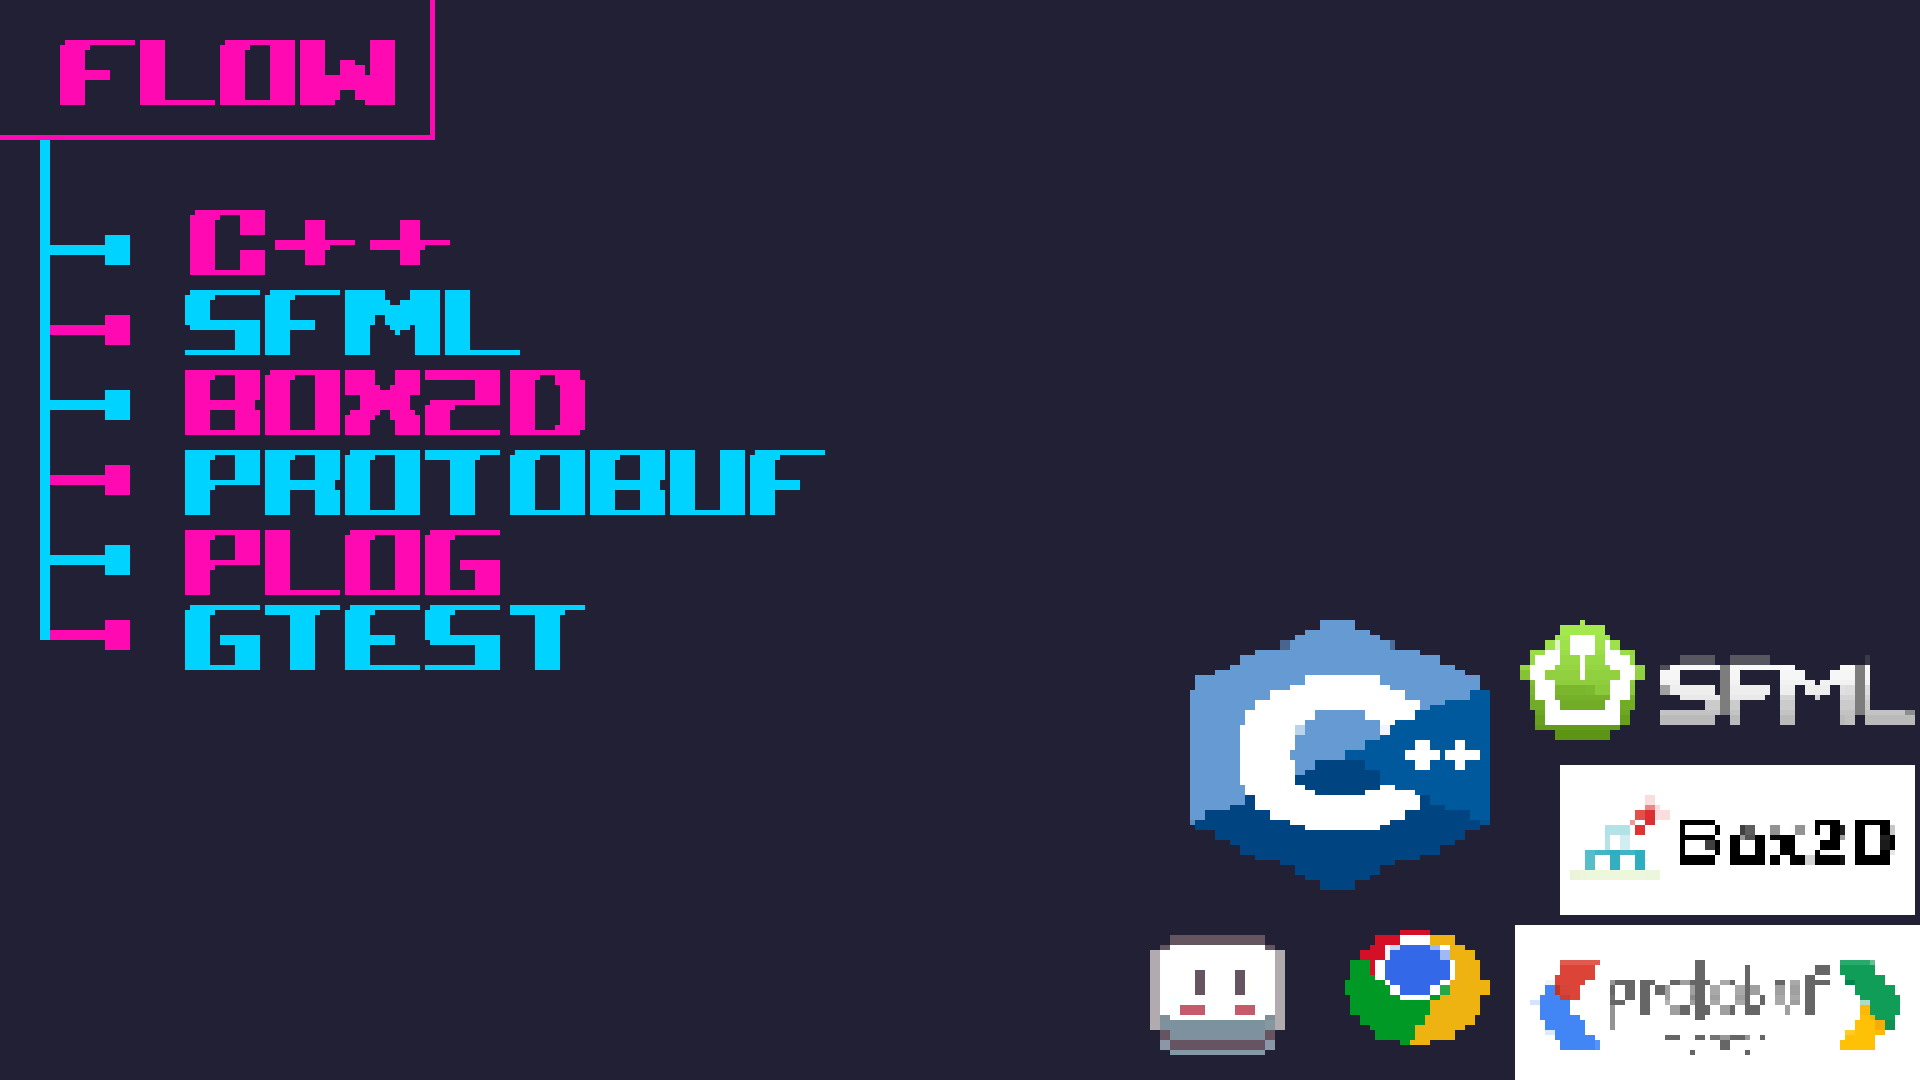 FLOW
C++
SFML
BOX2D
PROTOBUF
PLOG
GTEST
C++
SFML
Box2D
protobuf